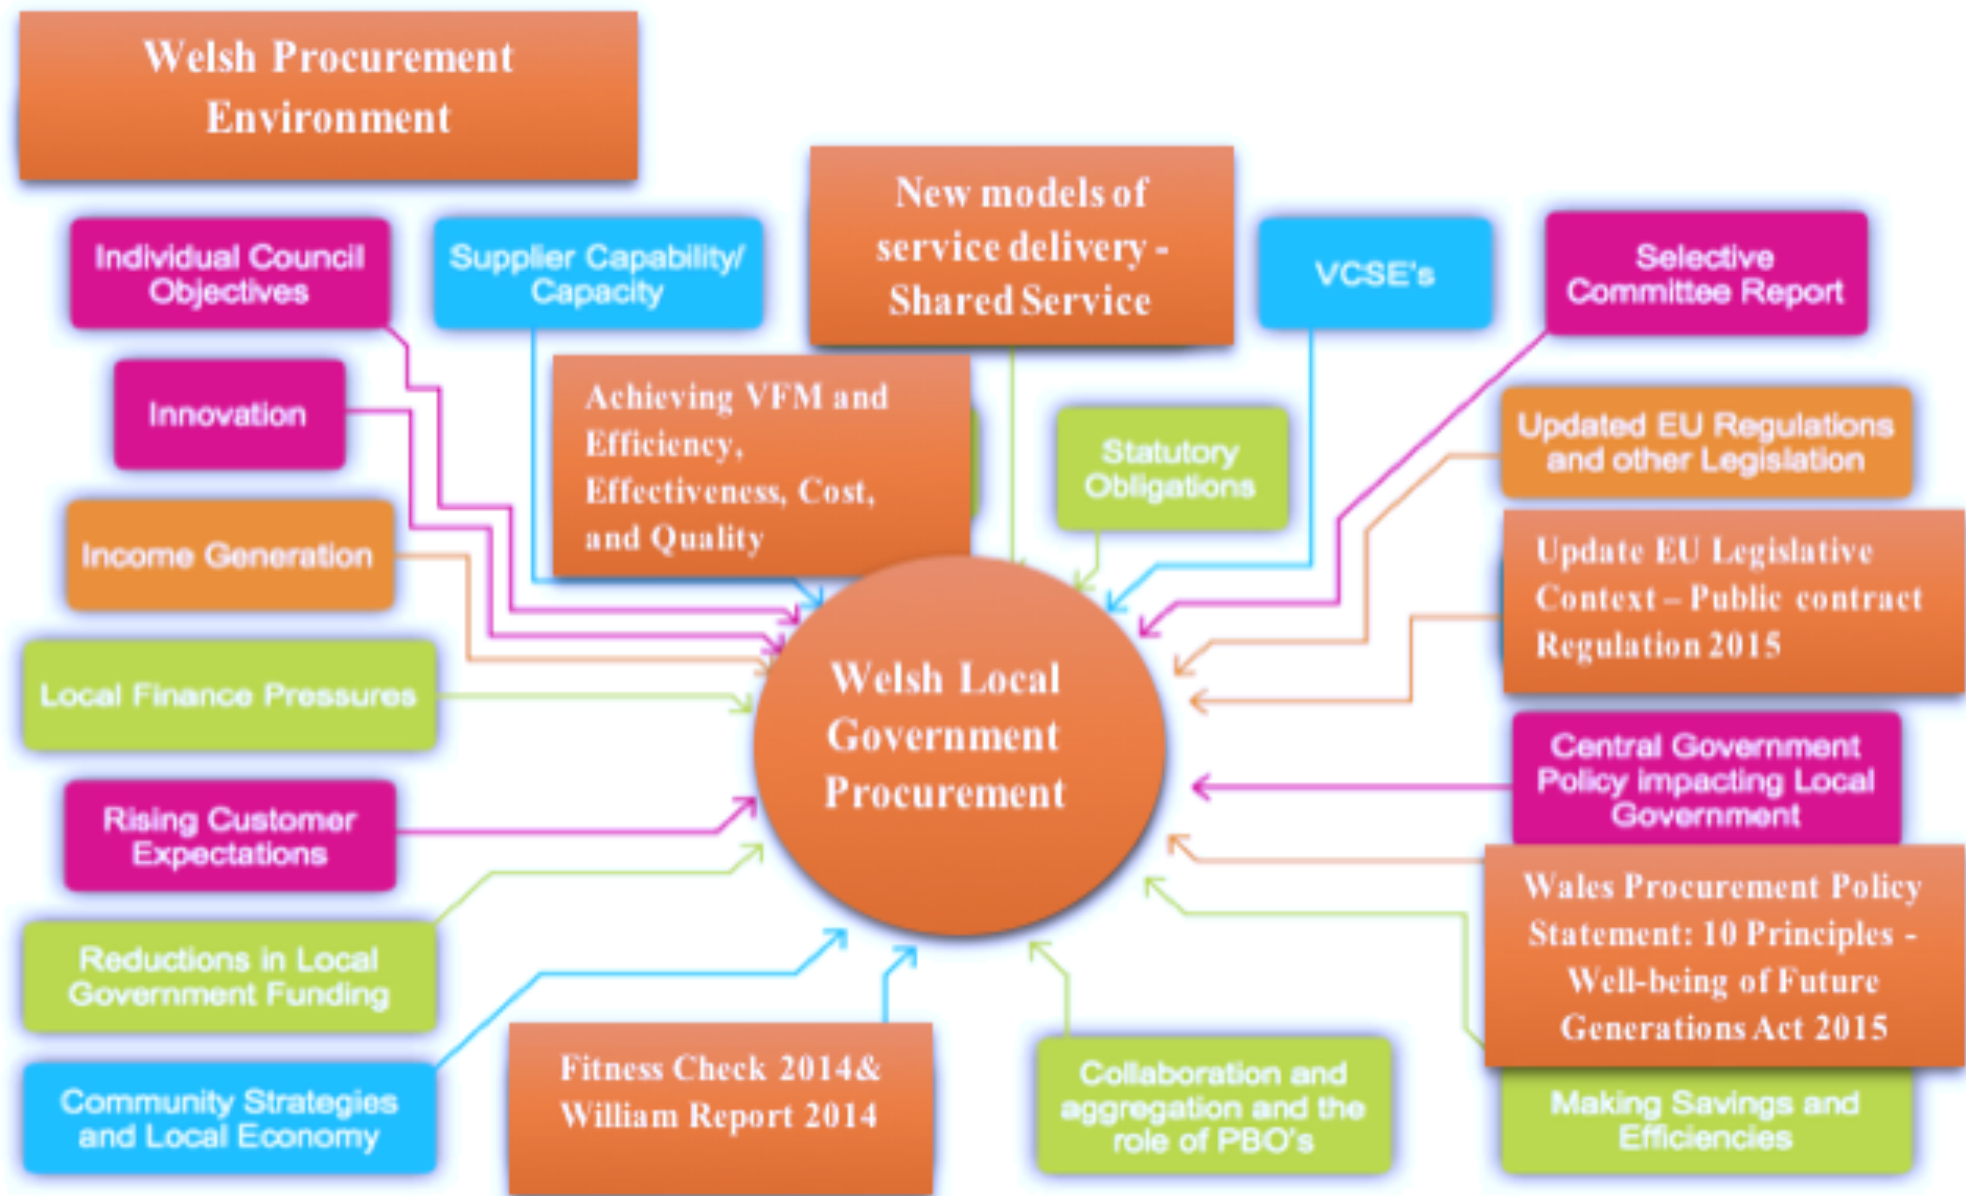 Welsh Procurement
Environment
Individual Council
Objectives
Supplier Capability/
Capacity
New models of
service delivery -
Shared Service
VCSE's
Selective
Committee Report
Innovation
Achieving VFM and
Efficiency,
Effectiveness, Cost,
and Quality
Statutory
Obligations
Updated EU Regulations
and other Legislation
Income Generation
Update EU Legislative
Context – Public contract
Regulation 2015
Local Finance Pressures
Welsh Local
Government
Procurement
Central Government
Policy impacting Local
Government
Rising Customer
Expectations
Wales Procurement Policy
Statement: 10 Principles -
Well-being of Future
Generations Act 2015
Reductions in Local
Government Funding
Community Strategies
and Local Economy
Fitness Check 2014&
William Report 2014
Collaboration and
aggregation and the
role of PBO's
Making Savings and
Efficiencies